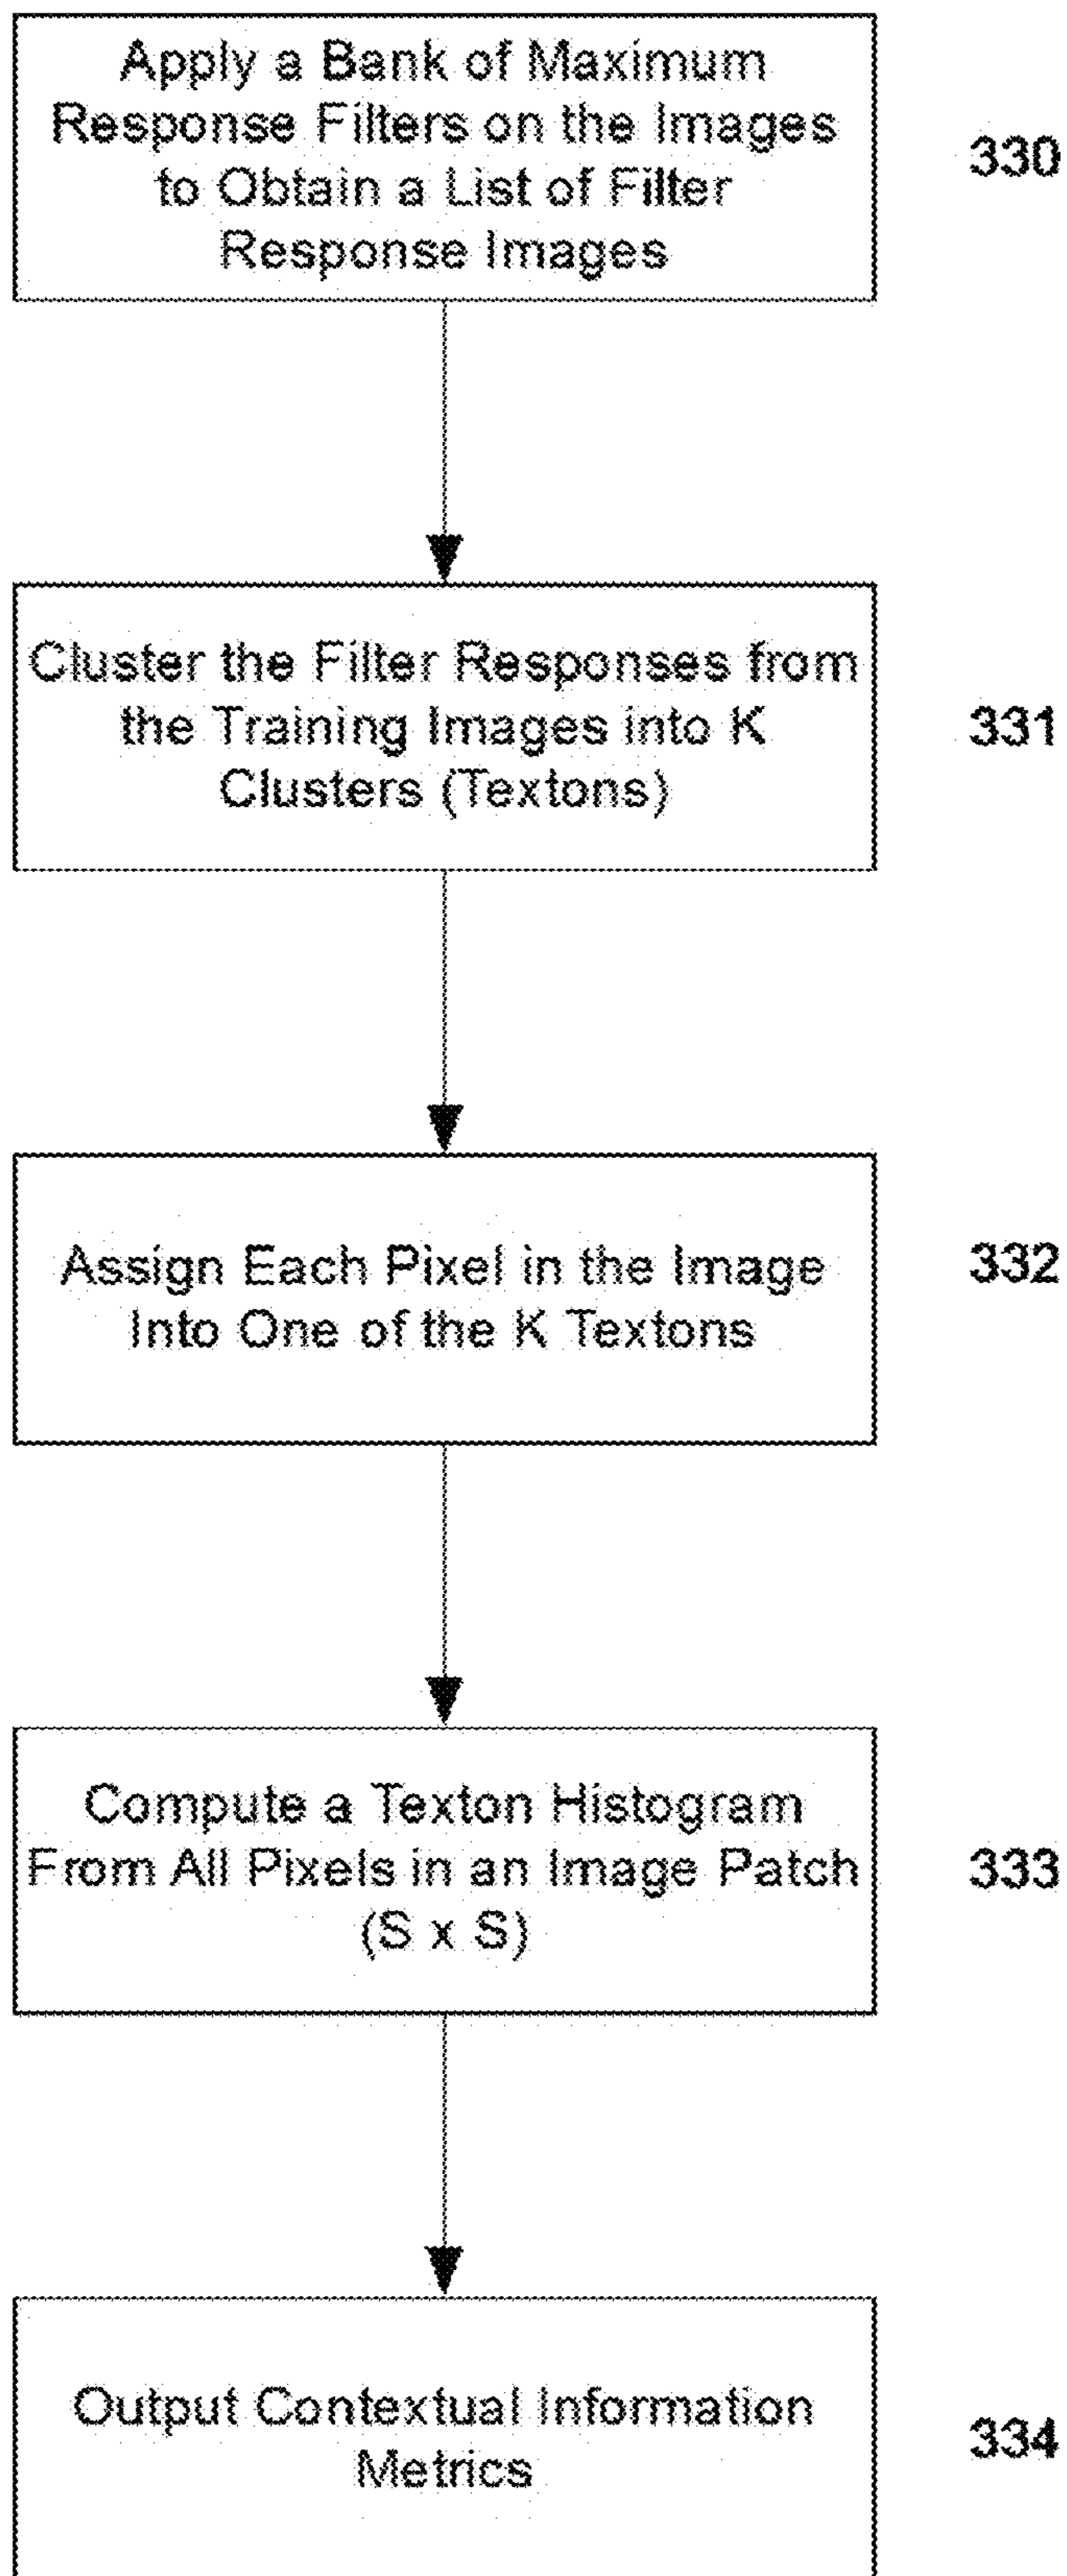 Apply a Bank of Maximum
Response Filters on the Images
to Obtain a List of Filter
Response Images
330
Cluster the Filter Responses from
the Training Images into K
Clusters (Textons)
331
Assign Each Pixel in the Image
Into One of the K Textons
332
Compute a Texton Histogram
From All Pixels in an Image Patch
(S x S)
333
Output Contextual Information
Metrics
334